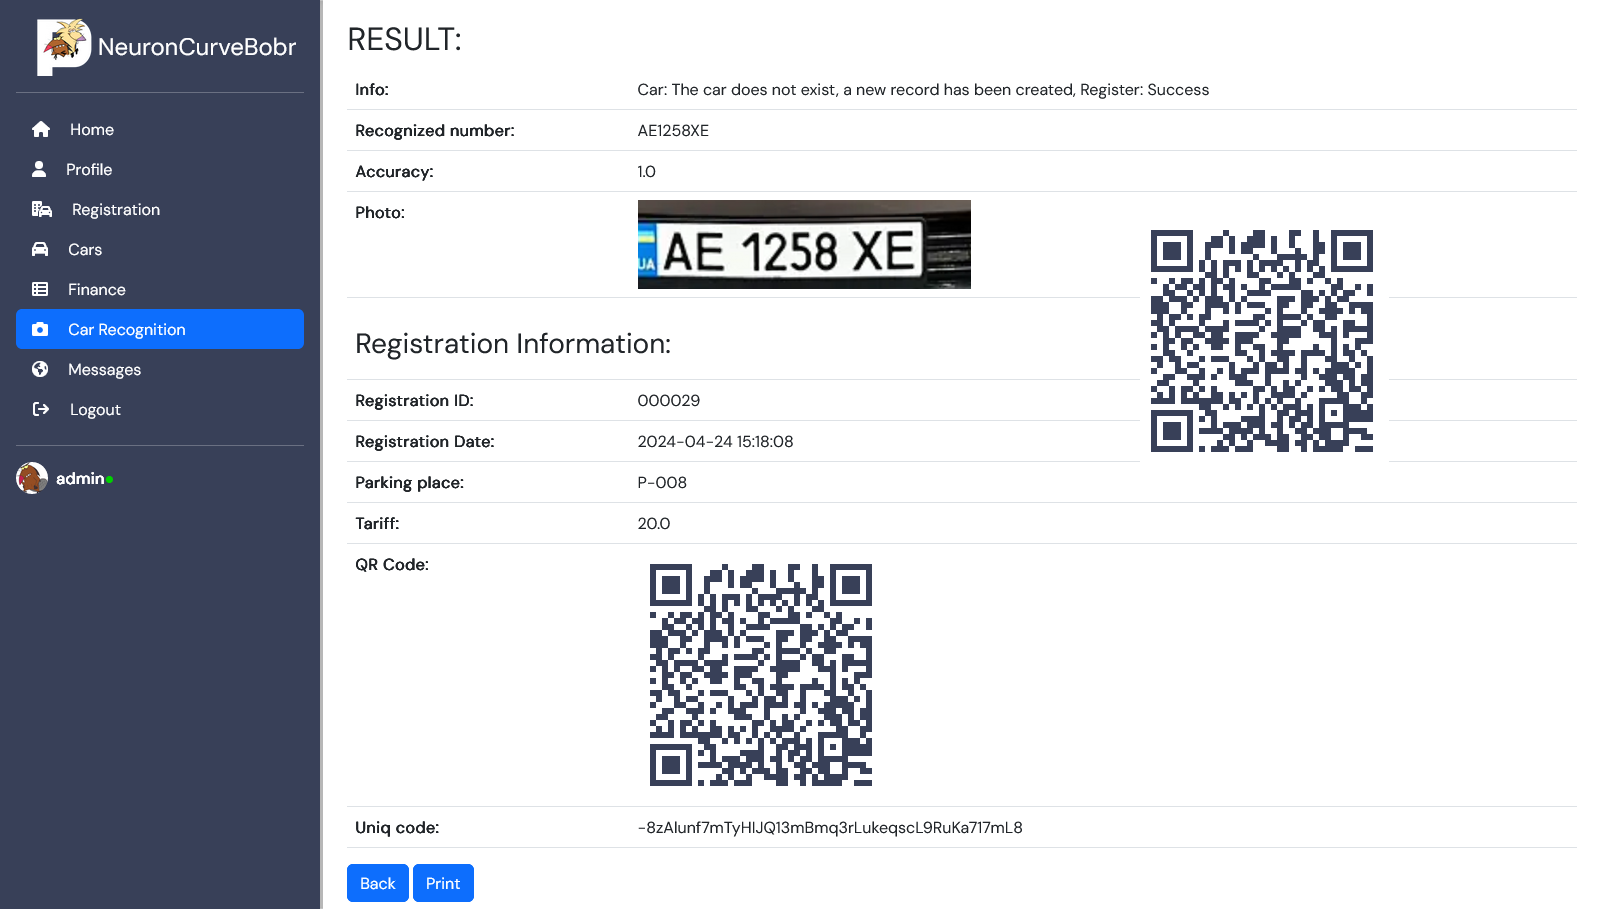 NeuronCurveBobr
Home
Profile
Registration
Cars
Finance
Car Recognition
Messages
Logout
admin
RESULT:
Info: Car: The car does not exist, a new record has been created, Register: Success
Recognized number: AE1258XE
Accuracy: 1.0
Photo:
UA AE 1258 XE
Registration Information:
Registration ID: 000029
Registration Date: 2024-04-24 15:18:08
Parking place: P-008
Tariff: 20.0
QR Code:
Uniq code: -8zAlunf7mTyHIJQ13mBmq3rLukeqscL9RuKa717mL8
Back Print